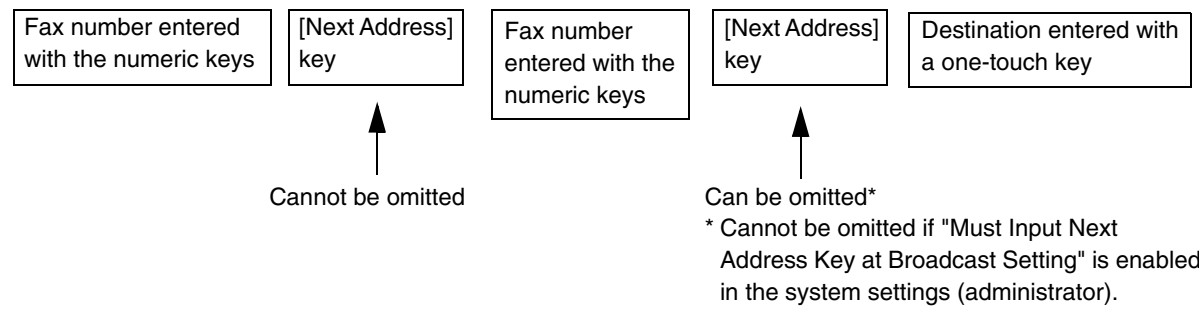 Fax number entered
with the numeric keys
[Next Address]
key
Fax number
entered with the
numeric keys
[Next Address]
key
Destination entered with
a one-touch key
Cannot be omitted
Can be omitted*
* Cannot be omitted if "Must Input Next
Address Key at Broadcast Setting" is enabled
in the system settings (administrator).